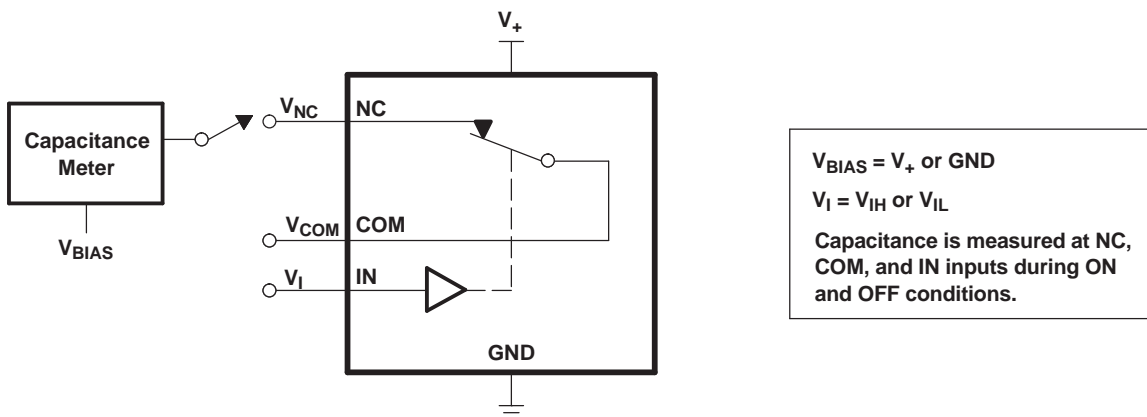 V+
VNC
NC
Capacitance
Meter
VBIAS = V+ or GND
VI = VIH or VIL
VCOM
COM
Capacitance is measured at NC,
COM, and IN inputs during ON
and OFF conditions.
VBIAS
VI
IN
GND